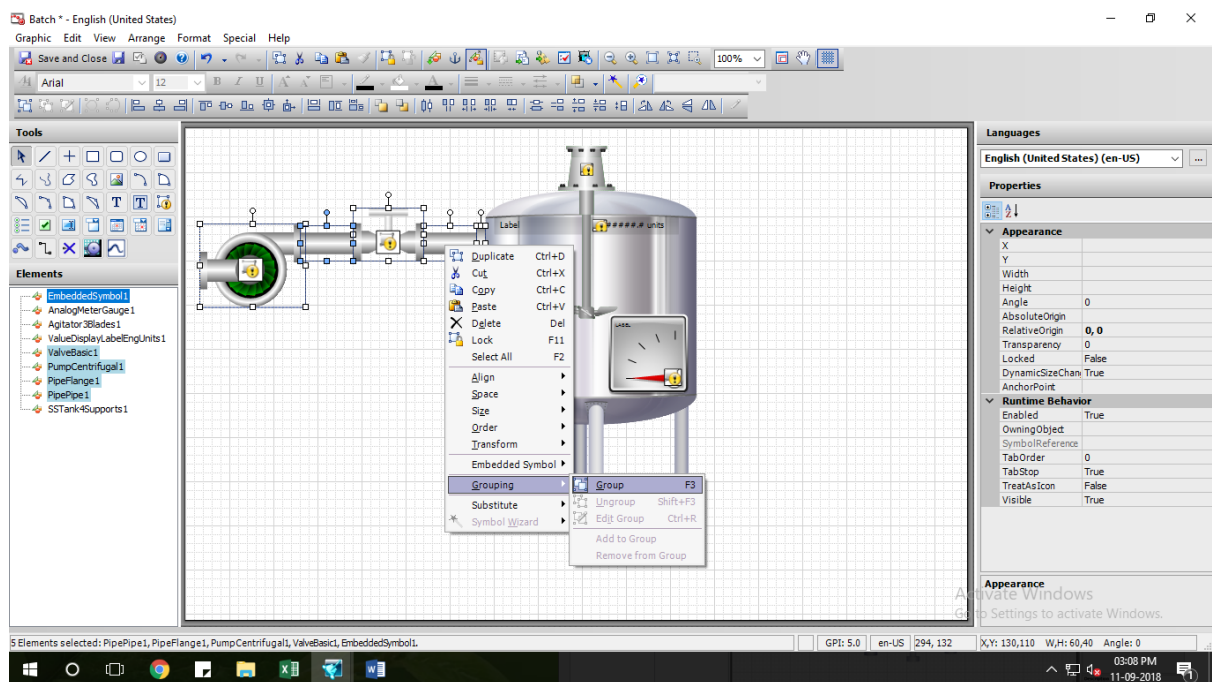 Batch * - English (United States)
Graphic Edit View Arrange Format Special Help
Save and Close
100%
Arial 12 B I U
Tools
T T
Elements
EmbeddedSymbol1
AnalogMeterGauge1
Agitator3Blades1
ValueDisplayLabelEngUnits1
ValveBasic1
PumpCentrifugal1
PipeFlange1
PipePipe1
SSTank4Supports1
Label
######.# units
LABEL
Duplicate Ctrl+D
Cut Ctrl+X
Copy Ctrl+C
Paste Ctrl+V
Delete Del
Lock F11
Select All F2
Align
Space
Size
Order
Transform
Embedded Symbol
Grouping
Substitute
Symbol Wizard
Group F3
Ungroup Shift+F3
Edit Group Ctrl+R
Add to Group
Remove from Group
Languages
English (United States) (en-US) ...
Properties
Appearance
X
Y
Width
Height
Angle 0
AbsoluteOrigin
RelativeOrigin 0, 0
Transparency 0
Locked False
DynamicSizeChan True
AnchorPoint
Runtime Behavior
Enabled True
OwningObject
SymbolReference
TabOrder 0
TabStop True
TreatAsIcon False
Visible True
Appearance
Activate Windows
Go to Settings to activate Windows.
5 Elements selected: PipePipe1, PipeFlange1, PumpCentrifugal1, ValveBasic1, EmbeddedSymbol1.
GPI: 5.0 en-US 294, 132 X,Y: 130,110 W,H: 60,40 Angle: 0
03:08 PM
11-09-2018